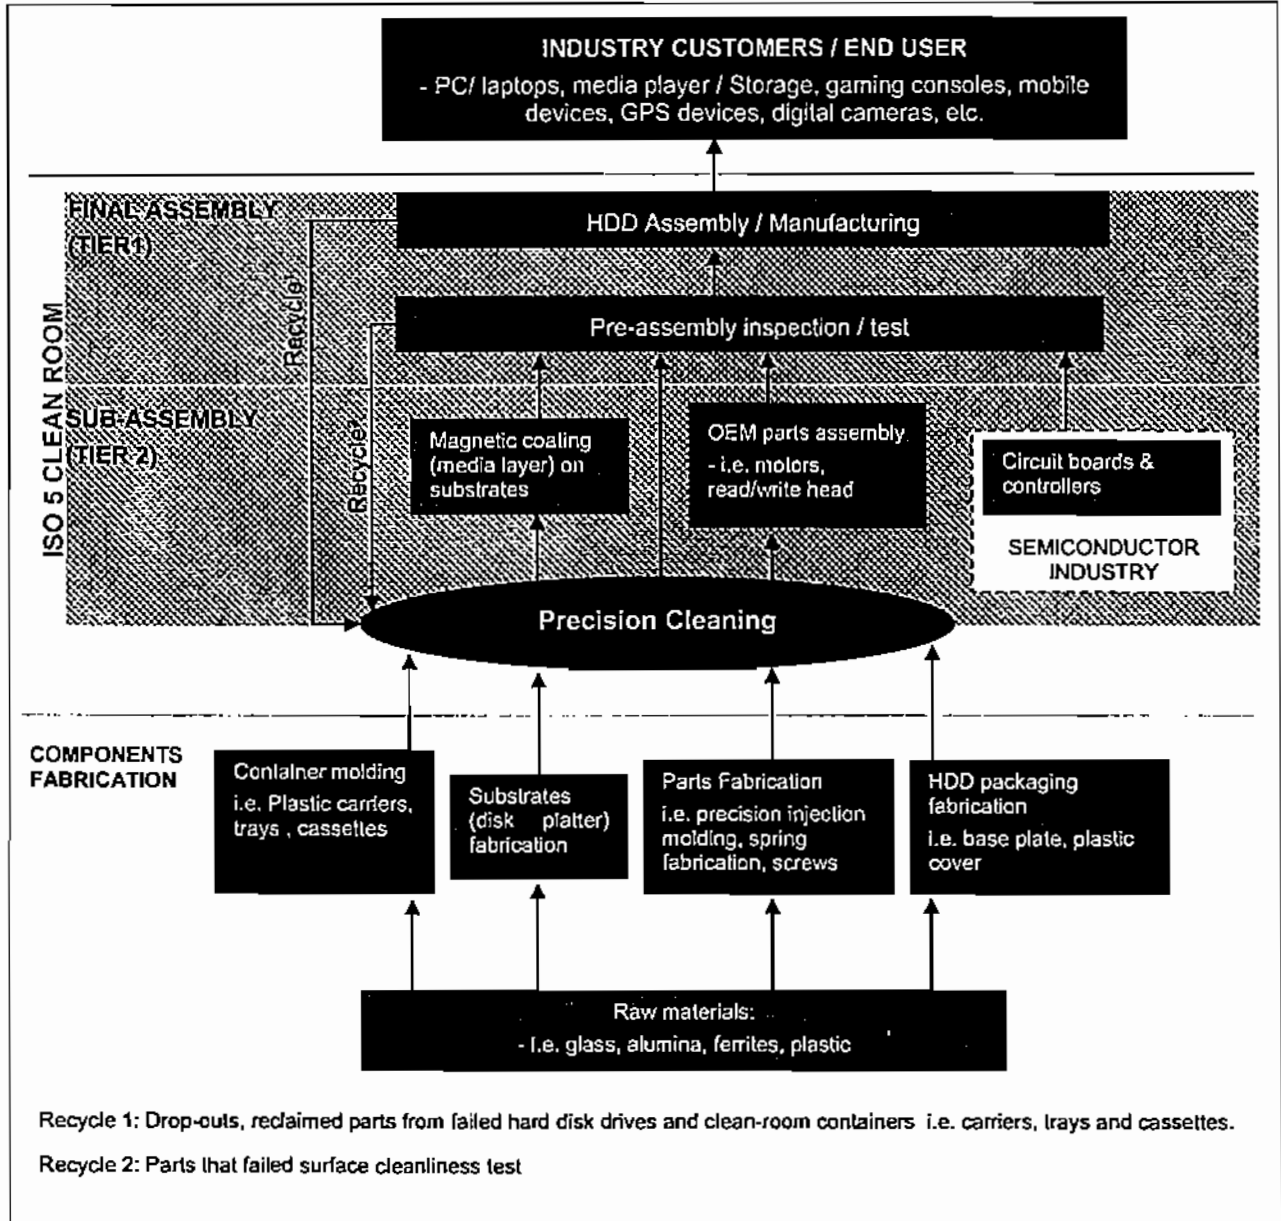 INDUSTRY CUSTOMERS / END USER
- PC/ laptops, media player / Storage, gaming consoles, mobile
devices, GPS devices, digital cameras, etc.
FINAL ASSEMBLY
(TIER1)
HDD Assembly / Manufacturing
Recycle¹
Pre-assembly inspection / test
ISO 5 CLEAN ROOM
SUB-ASSEMBLY
(TIER 2)
Recycle²
Magnetic coating
(media layer) on
substrates
OEM parts assembly
- i.e. motors,
read/write head
Circuit boards &
controllers
SEMICONDUCTOR
INDUSTRY
Precision Cleaning
COMPONENTS
FABRICATION
Container molding
i.e. Plastic carriers,
trays , cassettes
Substrates
(disk platter)
fabrication
Parts Fabrication
i.e. precision injection
molding, spring
fabrication, screws
HDD packaging
fabrication
i.e. base plate, plastic
cover
Raw materials:
- i.e. glass, alumina, ferrites, plastic
Recycle 1: Drop-outs, reclaimed parts from failed hard disk drives and clean-room containers i.e. carriers, trays and cassettes.
Recycle 2: Parts that failed surface cleanliness test